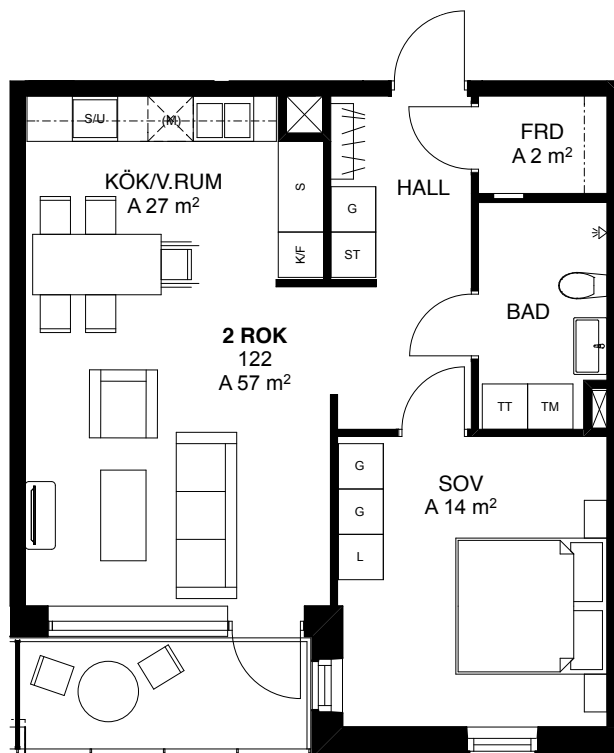 S/U
(M)
FRD
A 2 m²
KÖK/V.RUM
A 27 m²
S
HALL
G
K/F
ST
BAD
2 ROK
122
A 57 m²
TT
TM
G
SOV
A 14 m²
G
L